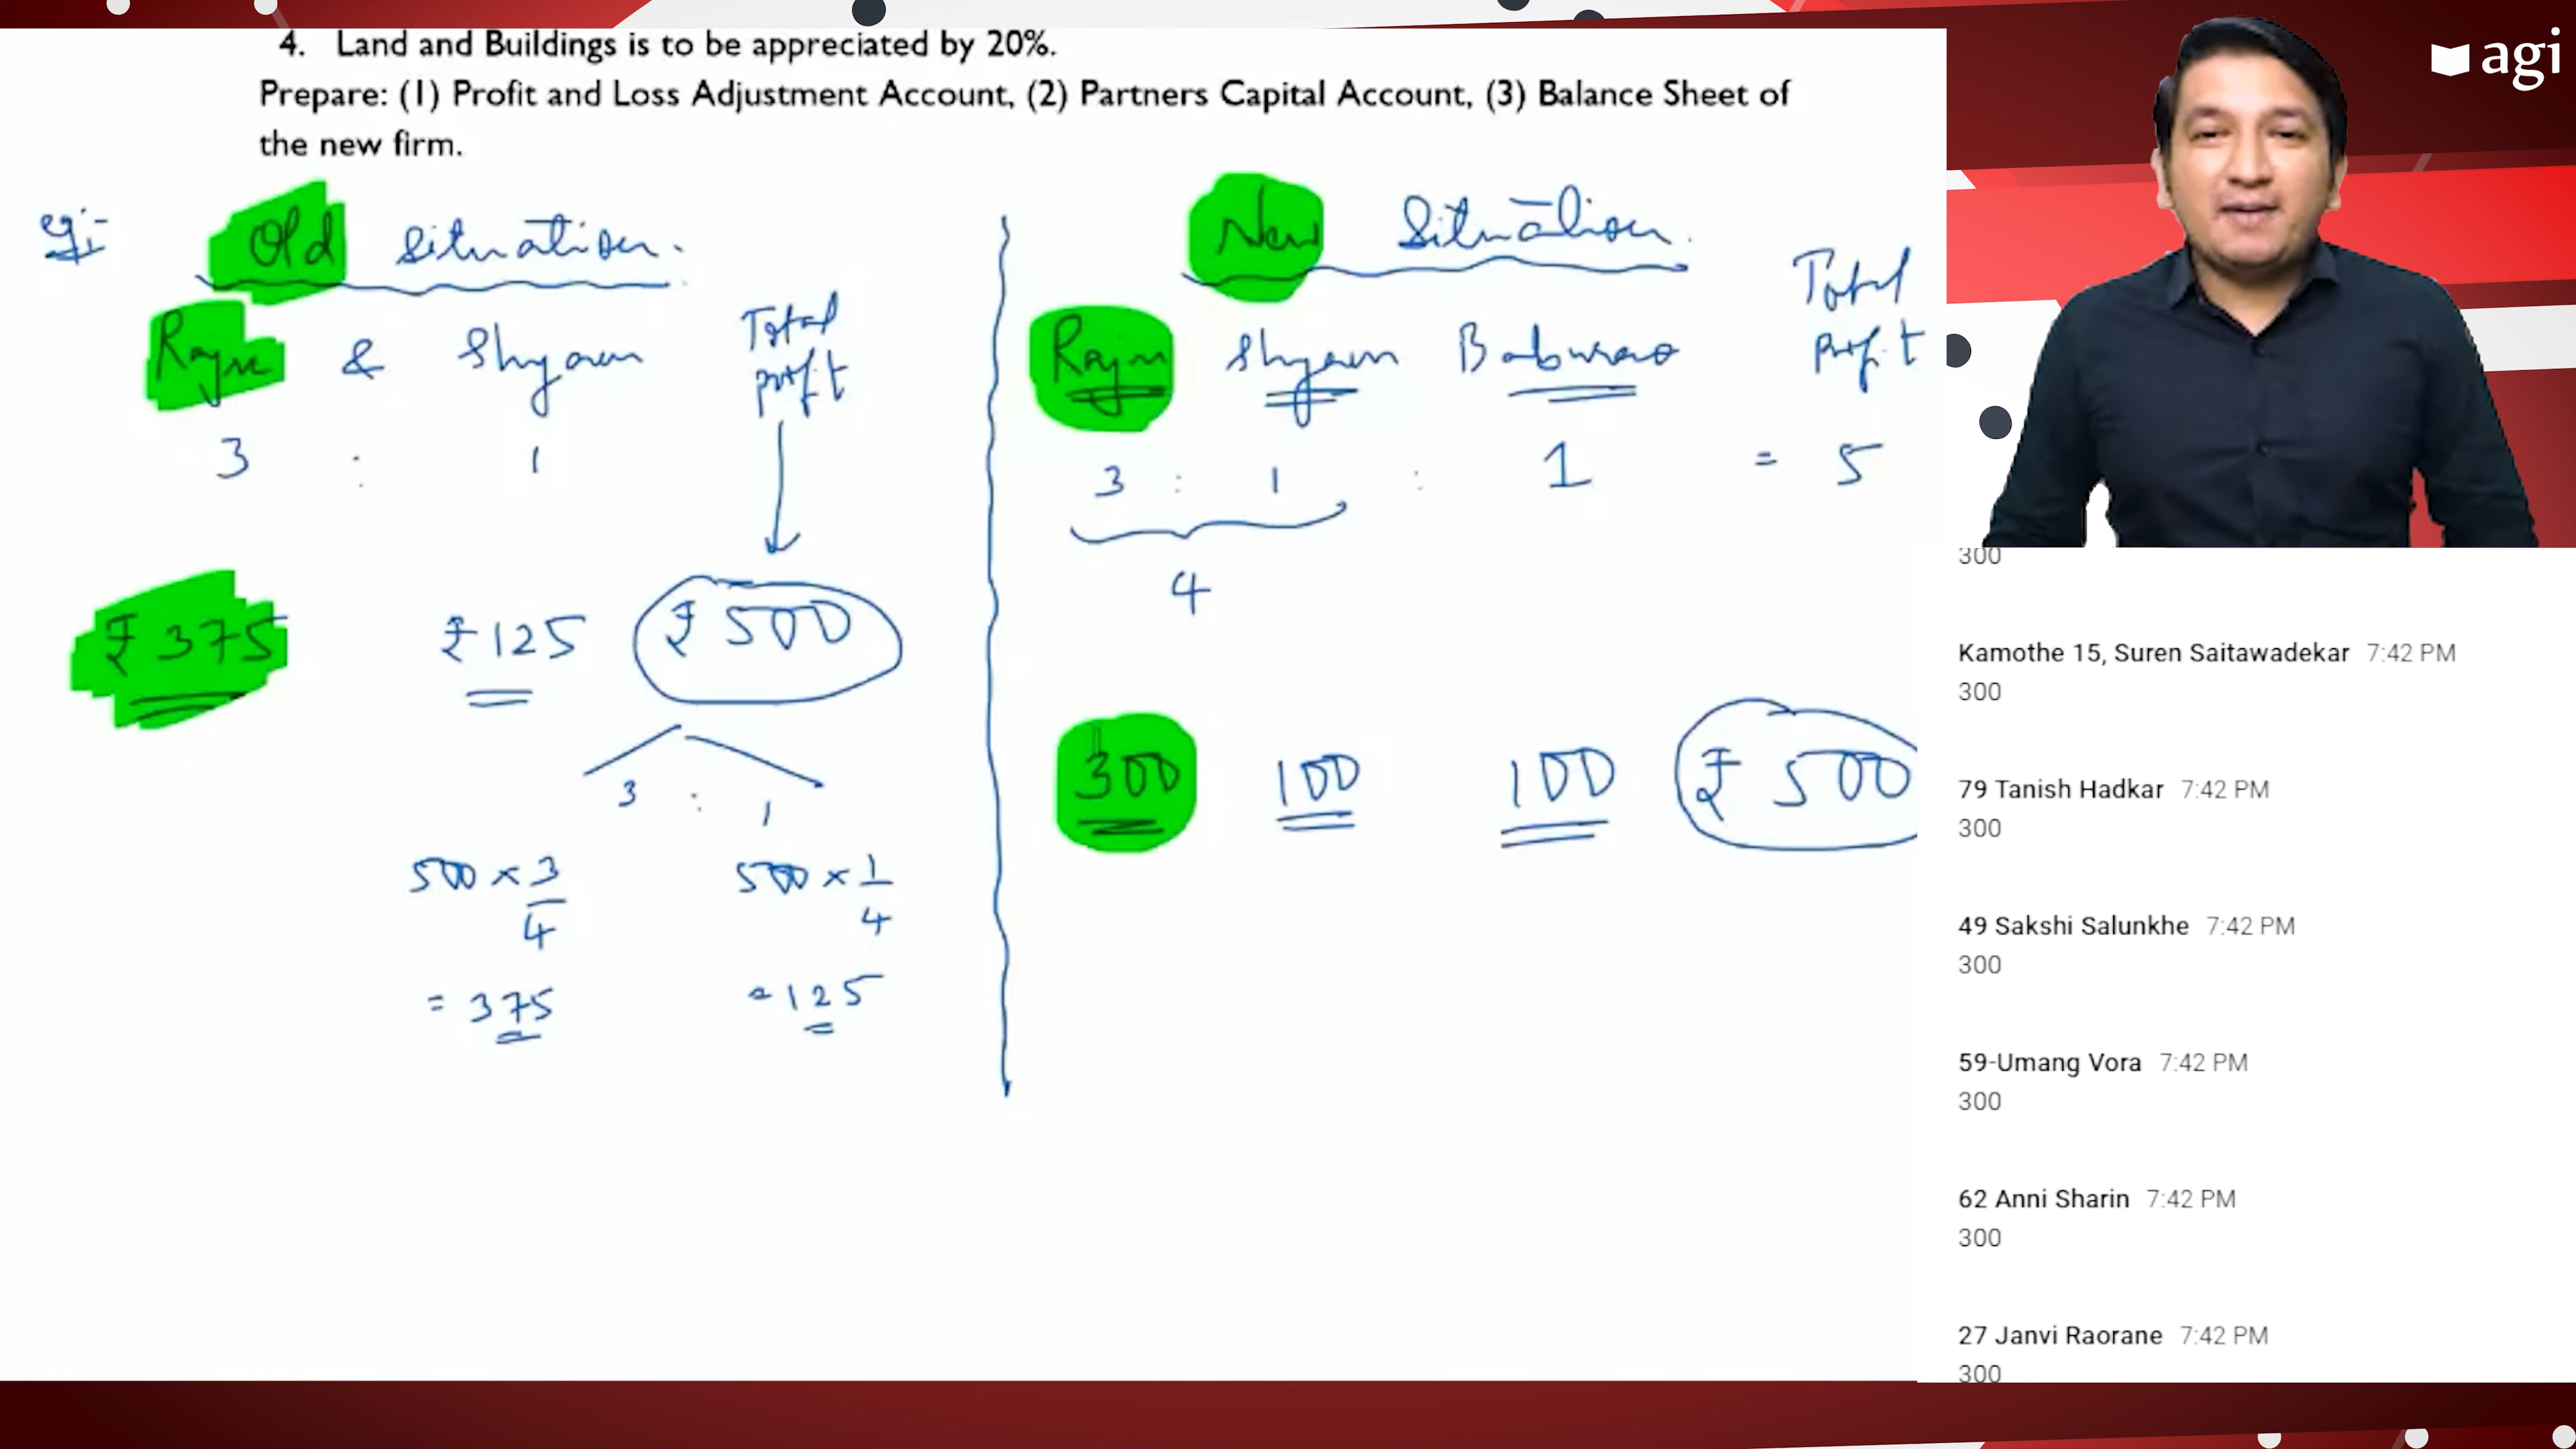 4. Land and Buildings is to be appreciated by 20%.
Prepare: (1) Profit and Loss Adjustment Account, (2) Partners Capital Account, (3) Balance Sheet of
the new firm.
eg:-
Old Situation.
Raju & Shyam
Total
profit
3 : 1
₹ 375 ₹ 125 ₹ 500
3 : 1
500 × 3/4 500 × 1/4
= 375 = 125
New Situation.
Raju Shyam Baburao
Total
profit
3 : 1 : 1 = 5
4
300 100 100 ₹ 500
agi
300
Kamothe 15, Suren Saitawadekar 7:42 PM
300
79 Tanish Hadkar 7:42 PM
300
49 Sakshi Salunkhe 7:42 PM
300
59-Umang Vora 7:42 PM
300
62 Anni Sharin 7:42 PM
300
27 Janvi Raorane 7:42 PM
300